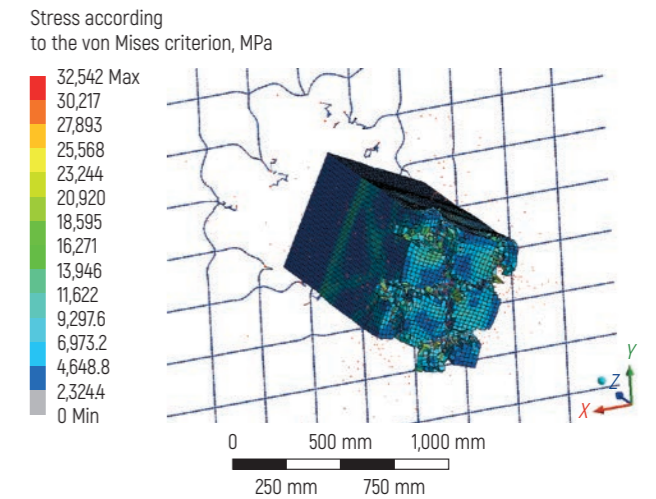 Stress according
to the von Mises criterion, MPa
32,542 Max
30,217
27,893
25,568
23,244
20,920
18,595
16,271
13,946
11,622
9,297.6
6,973.2
4,648.8
2,324.4
0 Min
Y
Z
X
0 500 mm 1,000 mm
250 mm 750 mm